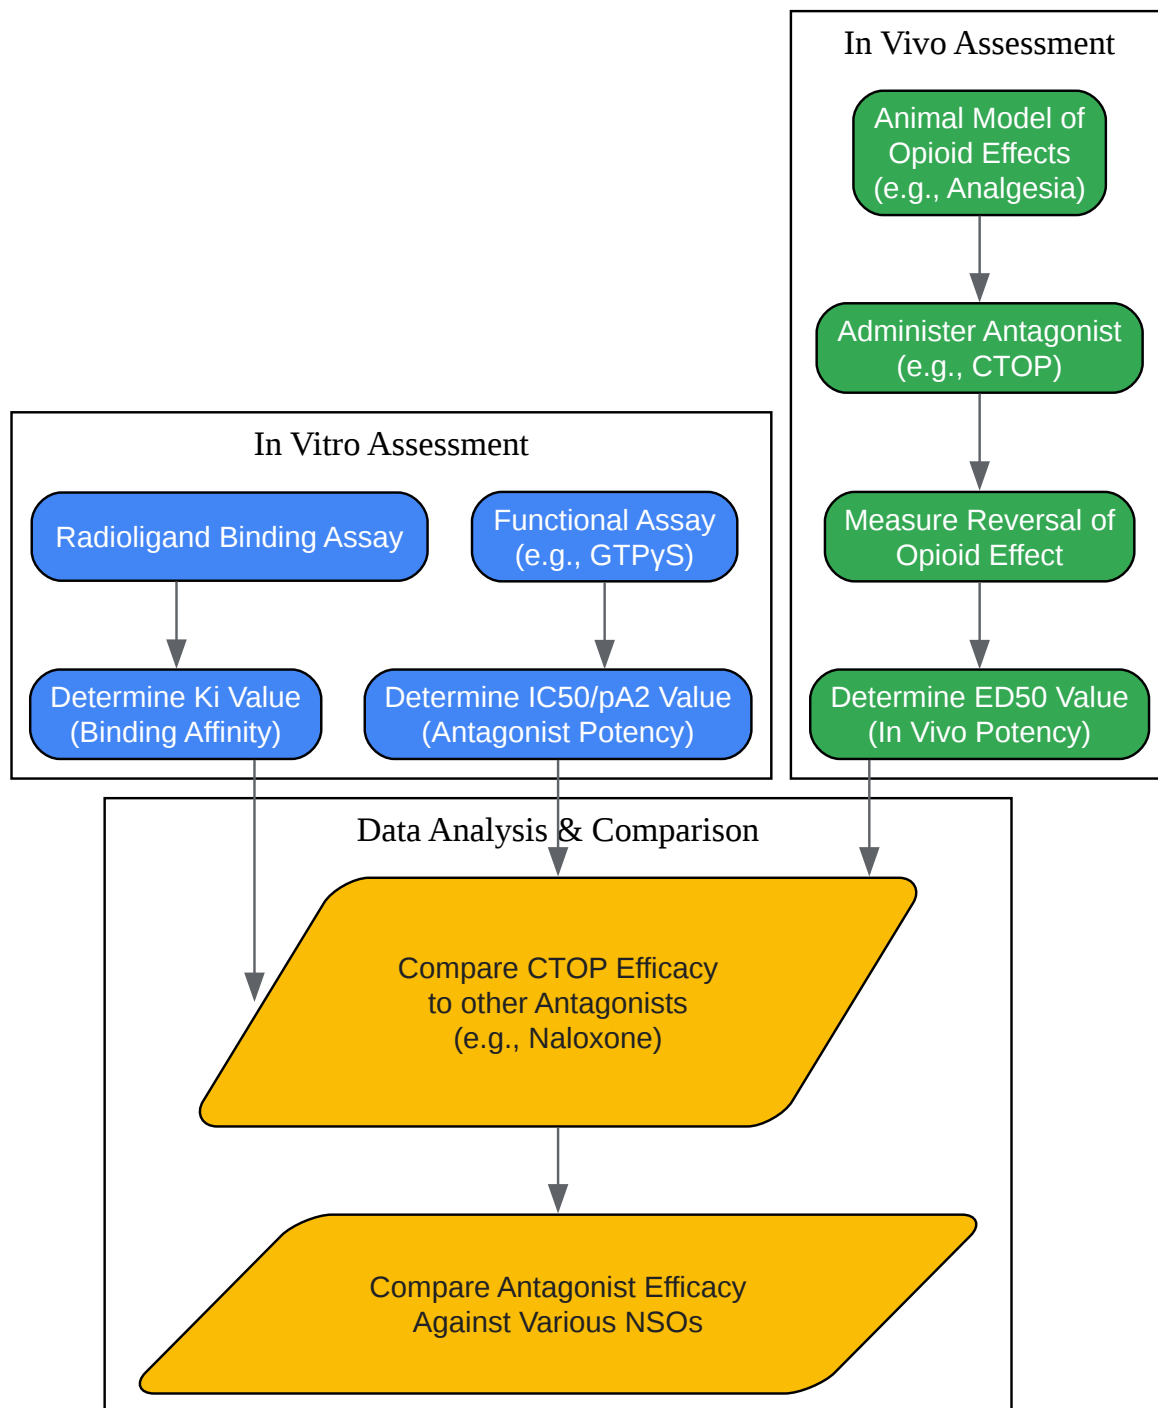 In Vivo Assessment
Animal Model of
Opioid Effects
(e.g., Analgesia)
Administer Antagonist
(e.g., CTOP)
Measure Reversal of
Opioid Effect
Determine ED50 Value
(In Vivo Potency)
In Vitro Assessment
Radioligand Binding Assay
Determine Ki Value
(Binding Affinity)
Functional Assay
(e.g., GTPγS)
Determine IC50/pA2 Value
(Antagonist Potency)
Data Analysis & Comparison
Compare CTOP Efficacy
to other Antagonists
(e.g., Naloxone)
Compare Antagonist Efficacy
Against Various NSOs